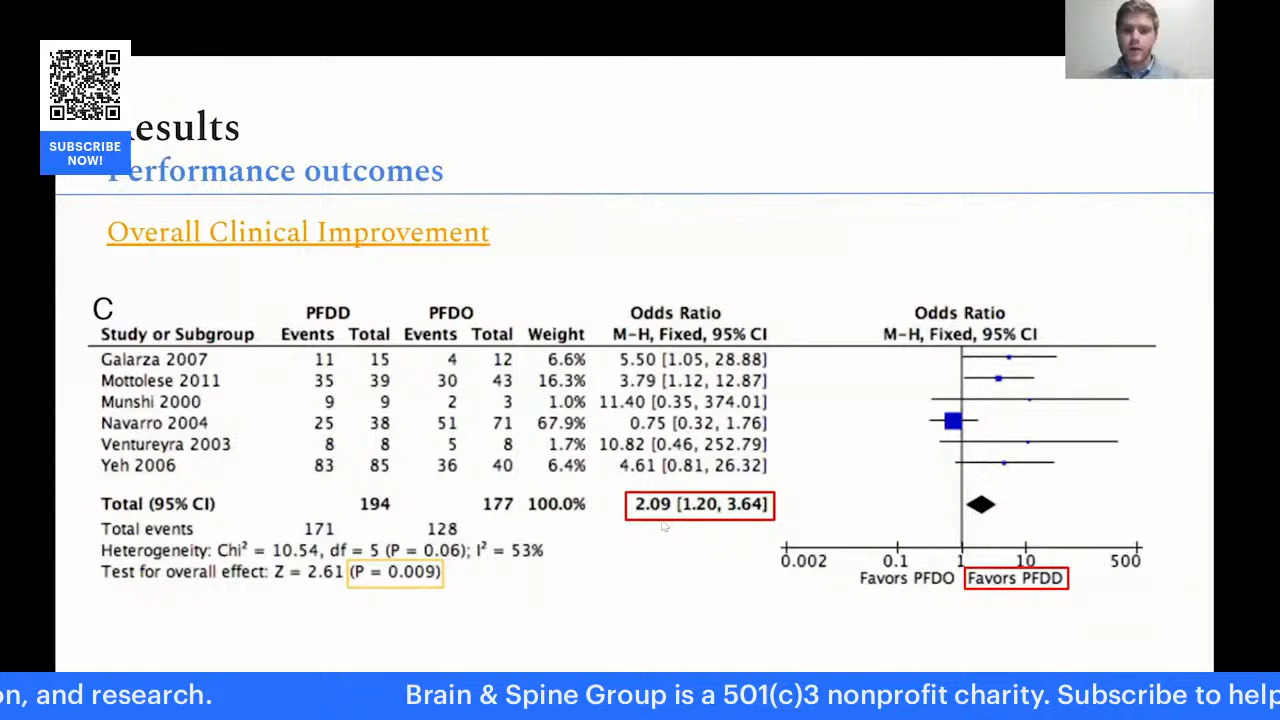 SUBSCRIBE
NOW!
esults
Performance outcomes
Overall Clinical Improvement
C
PFDD PFDO Odds Ratio Odds Ratio
Study or Subgroup Events Total Events Total Weight M-H, Fixed, 95% CI M-H, Fixed, 95% CI
Galarza 2007 11 15 4 12 6.6% 5.50 [1.05, 28.88]
Mottolese 2011 35 39 30 43 16.3% 3.79 [1.12, 12.87]
Munshi 2000 9 9 2 3 1.0% 11.40 [0.35, 374.01]
Navarro 2004 25 38 51 71 67.9% 0.75 [0.32, 1.76]
Ventureyra 2003 8 8 5 8 1.7% 10.82 [0.46, 252.79]
Yeh 2006 83 85 36 40 6.4% 4.61 [0.81, 26.32]
Total (95% CI) 194 177 100.0% 2.09 [1.20, 3.64]
Total events 171 128
Heterogeneity: Chi² = 10.54, df = 5 (P = 0.06); I² = 53%
Test for overall effect: Z = 2.61 (P = 0.009)
0.002 0.1 1 10 500
Favors PFDO Favors PFDD
on, and research. Brain & Spine Group is a 501(c)3 nonprofit charity. Subscribe to help